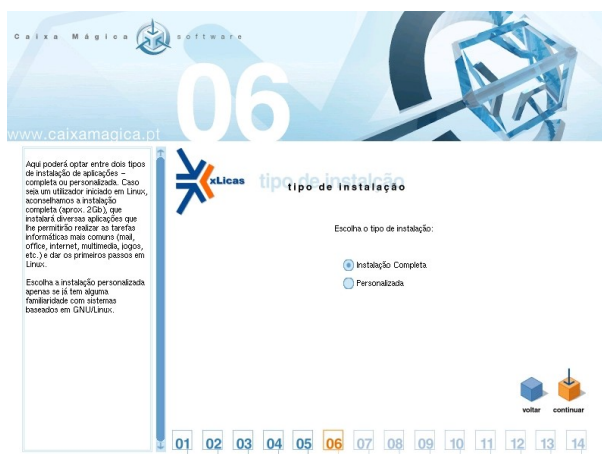 Caixa Mágica software
06
www.caixamagica.pt
Aqui poderá optar entre dois tipos
de instalação de aplicações –
completa ou personalizada. Caso
seja um utilizador iniciado em Linux,
aconselhamos a instalação
completa (aprox. 2Gb), que
instalará diversas aplicações que
lhe permitirão realizar as tarefas
informáticas mais comuns (mail,
office, internet, multimedia, jogos,
etc.) e dar os primeiros passos em
Linux.
Escolha a instalação personalizada
apenas se já tem alguma
familiaridade com sistemas
baseados em GNU/Linux.
xLicas
tipo de instalção
tipo de instalação
Escolha o tipo de instalação:
Instalação Completa
Personalizada
voltar continuar
01 02 03 04 05 06 07 08 09 10 11 12 13 14